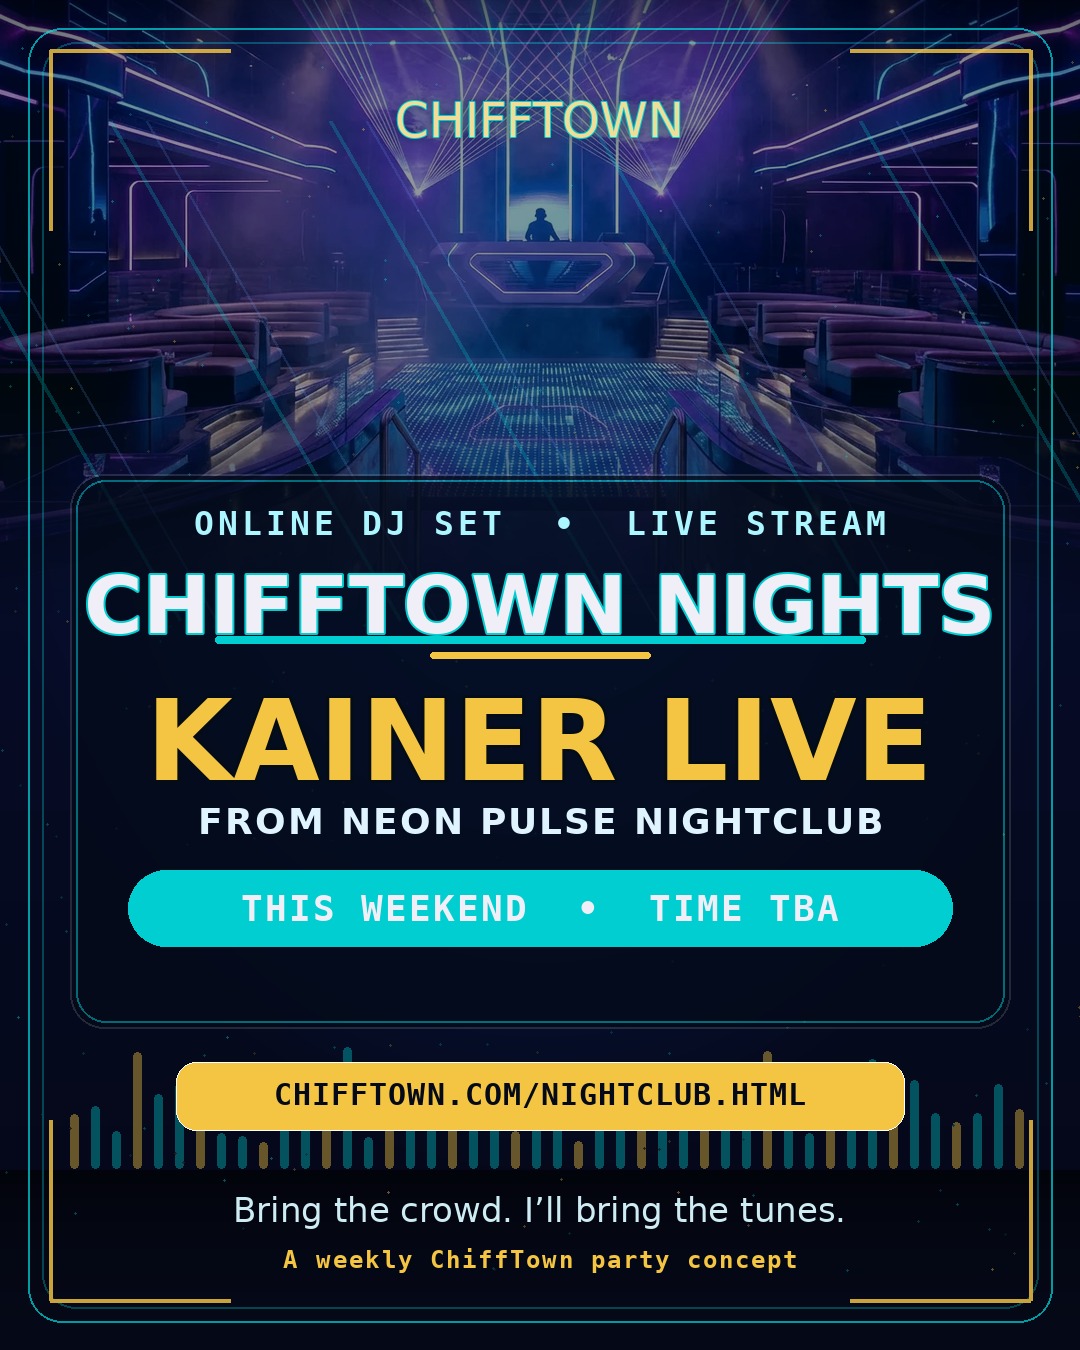 CHIFFTOWN
ONLINE DJ SET • LIVE STREAM
CHIFFTOWN NIGHTS
KAINER LIVE
FROM NEON PULSE NIGHTCLUB
THIS WEEKEND • TIME TBA
CHIFFTOWN.COM/NIGHTCLUB.HTML
Bring the crowd. I’ll bring the tunes.
A weekly ChiffTown party concept